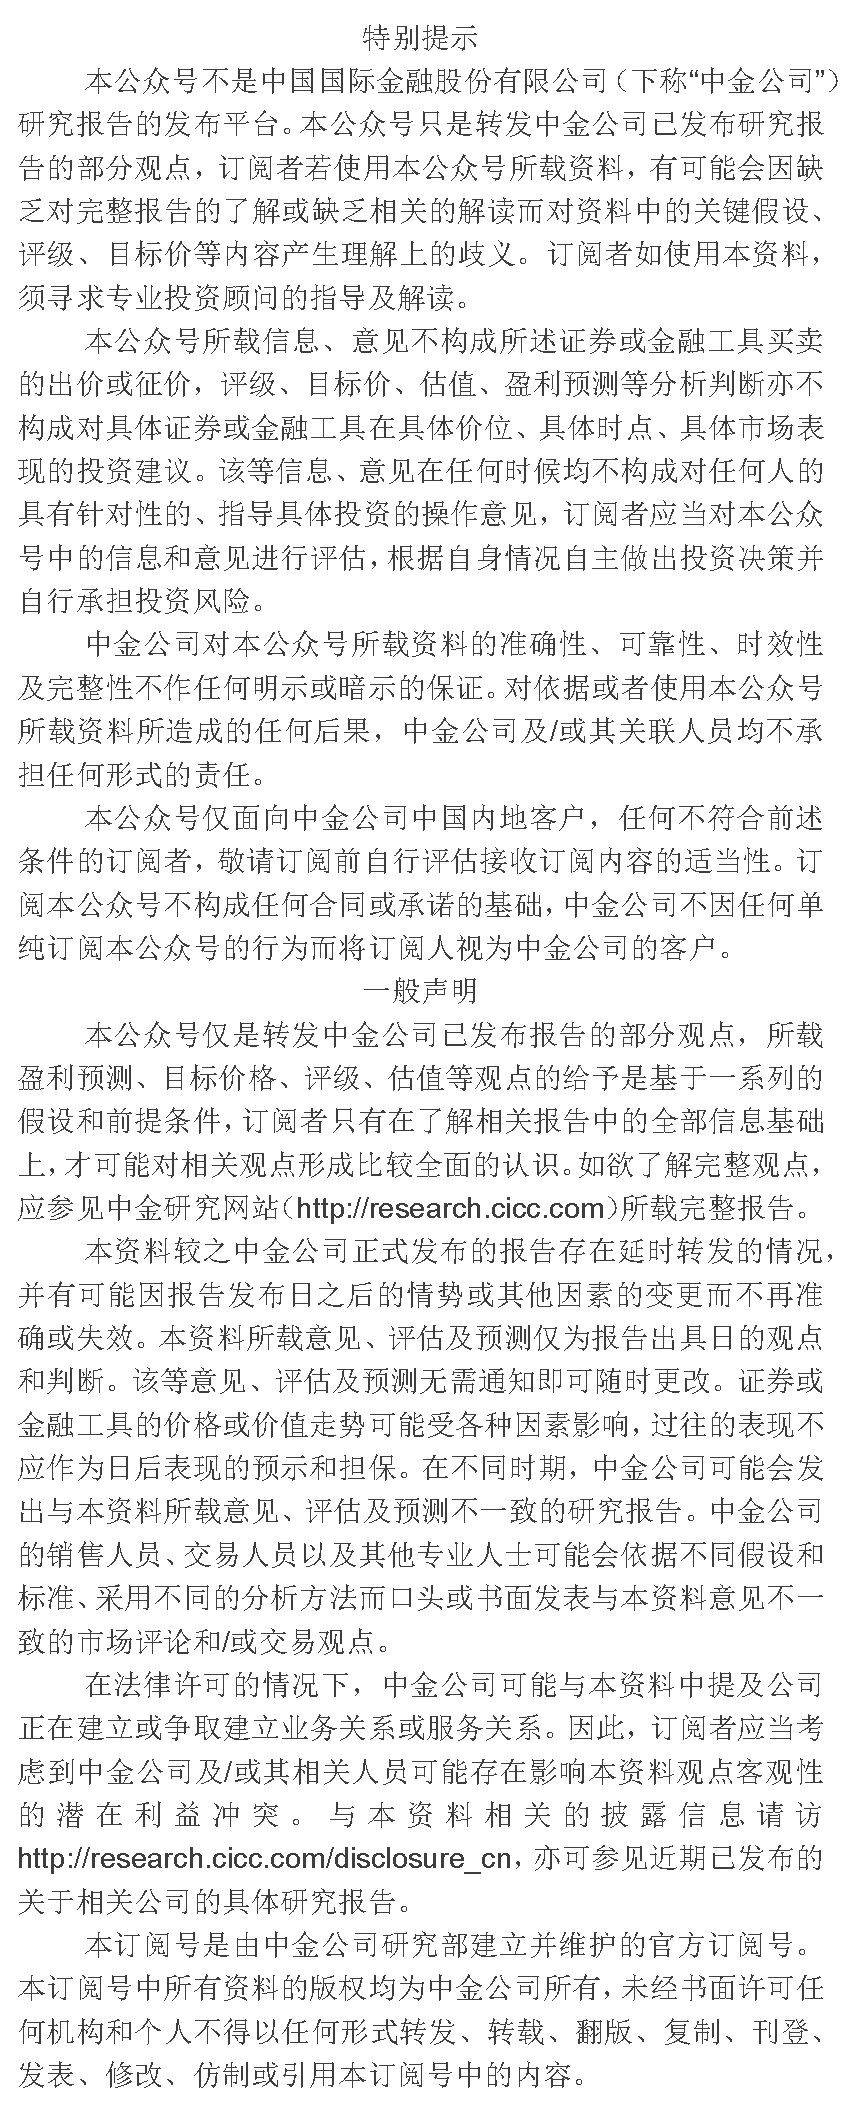 特别提示
本公众号不是中国国际金融股份有限公司（下称“中金公司”）
研究报告的发布平台。本公众号只是转发中金公司已发布研究报
告的部分观点，订阅者若使用本公众号所载资料，有可能会因缺
乏对完整报告的了解或缺乏相关的解读而对资料中的关键假设、
评级、目标价等内容产生理解上的歧义。订阅者如使用本资料，
须寻求专业投资顾问的指导及解读。
本公众号所载信息、意见不构成所述证券或金融工具买卖
的出价或征价，评级、目标价、估值、盈利预测等分析判断亦不
构成对具体证券或金融工具在具体价位、具体时点、具体市场表
现的投资建议。该等信息、意见在任何时候均不构成对任何人的
具有针对性的、指导具体投资的操作意见，订阅者应当对本公众
号中的信息和意见进行评估，根据自身情况自主做出投资决策并
自行承担投资风险。
中金公司对本公众号所载资料的准确性、可靠性、时效性
及完整性不作任何明示或暗示的保证。对依据或者使用本公众号
所载资料所造成的任何后果，中金公司及/或其关联人员均不承
担任何形式的责任。
本公众号仅面向中金公司中国内地客户，任何不符合前述
条件的订阅者，敬请订阅前自行评估接收订阅内容的适当性。订
阅本公众号不构成任何合同或承诺的基础，中金公司不因任何单
纯订阅本公众号的行为而将订阅人视为中金公司的客户。
一般声明
本公众号仅是转发中金公司已发布报告的部分观点，所载
盈利预测、目标价格、评级、估值等观点的给予是基于一系列的
假设和前提条件，订阅者只有在了解相关报告中的全部信息基础
上，才可能对相关观点形成比较全面的认识。如欲了解完整观点，
应参见中金研究网站（http://research.cicc.com）所载完整报告。
本资料较之中金公司正式发布的报告存在延时转发的情况，
并有可能因报告发布日之后的情势或其他因素的变更而不再准
确或失效。本资料所载意见、评估及预测仅为报告出具日的观点
和判断。该等意见、评估及预测无需通知即可随时更改。证券或
金融工具的价格或价值走势可能受各种因素影响，过往的表现不
应作为日后表现的预示和担保。在不同时期，中金公司可能会发
出与本资料所载意见、评估及预测不一致的研究报告。中金公司
的销售人员、交易人员以及其他专业人士可能会依据不同假设和
标准、采用不同的分析方法而口头或书面发表与本资料意见不一
致的市场评论和/或交易观点。
在法律许可的情况下，中金公司可能与本资料中提及公司
正在建立或争取建立业务关系或服务关系。因此，订阅者应当考
虑到中金公司及/或其相关人员可能存在影响本资料观点客观性
的潜在利益冲突。与本资料相关的披露信息请访
http://research.cicc.com/disclosure_cn，亦可参见近期已发布的
关于相关公司的具体研究报告。
本订阅号是由中金公司研究部建立并维护的官方订阅号。
本订阅号中所有资料的版权均为中金公司所有，未经书面许可任
何机构和个人不得以任何形式转发、转载、翻版、复制、刊登、
发表、修改、仿制或引用本订阅号中的内容。